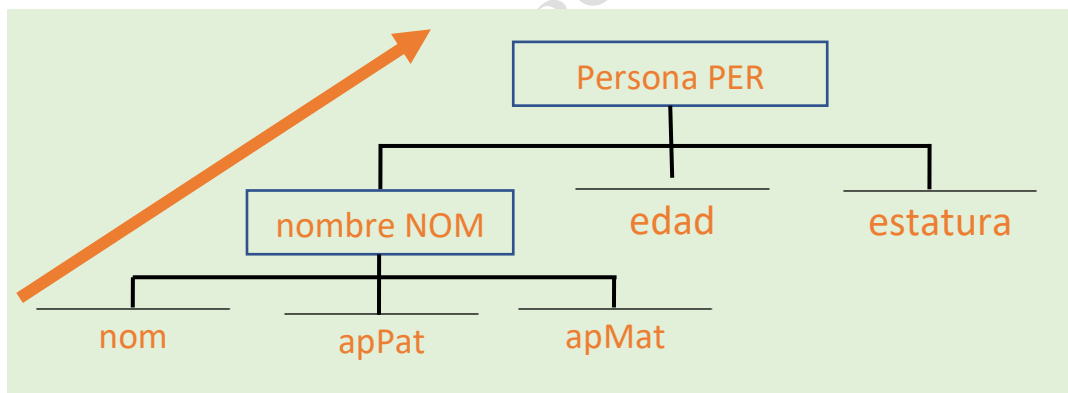 Persona PER
nombre NOM
edad
estatura
nom
apPat
apMat